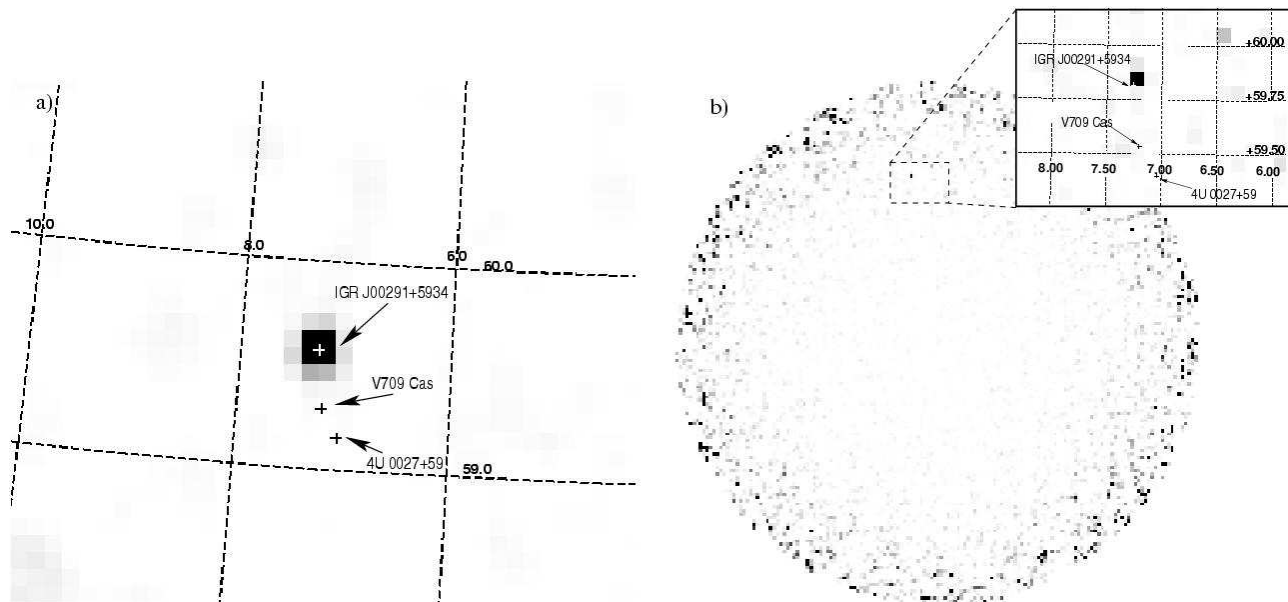 a)
10.0
8.0
6.0
60.0
IGR J00291+5934
V709 Cas
4U 0027+59
59.0
b)
+60.00
IGR J00291+5934
+59.75
V709 Cas
+59.50
8.00 7.50 7.00 6.50 6.00
4U 0027+59